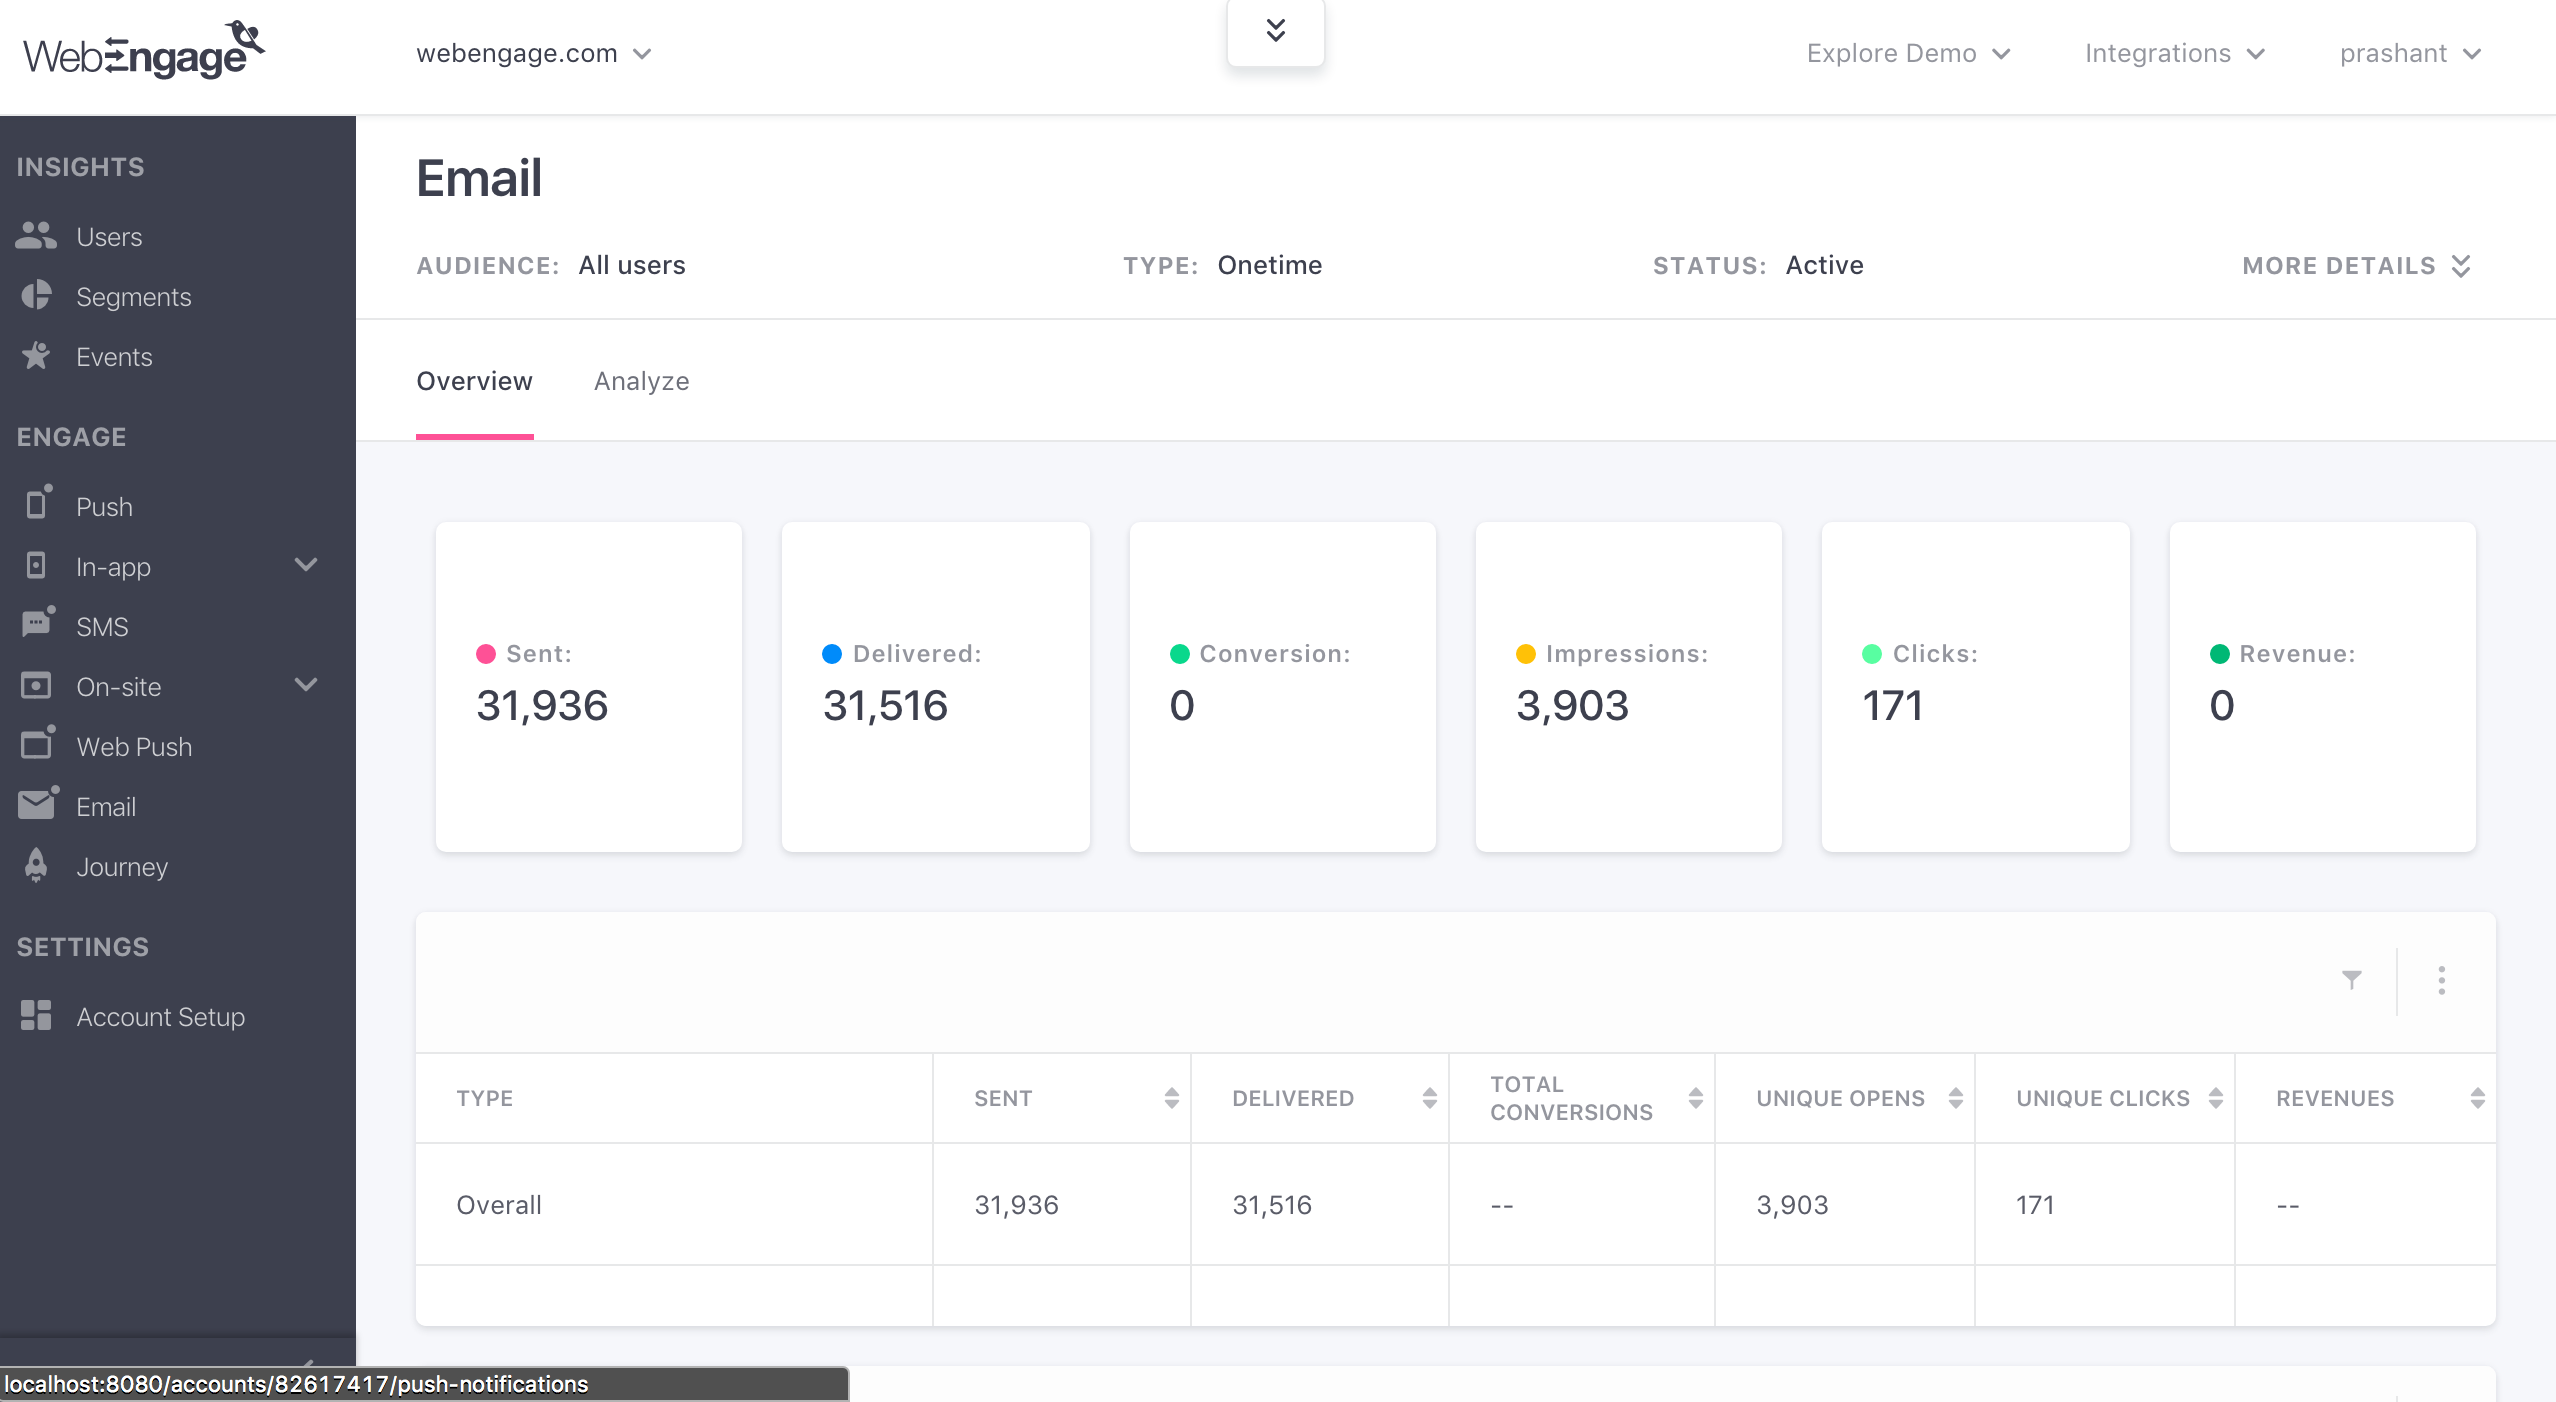 WebEngage
webengage.com
Explore Demo
Integrations
prashant
INSIGHTS
Users
Segments
Events
ENGAGE
Push
In-app
SMS
On-site
Web Push
Email
Journey
SETTINGS
Account Setup
Email
AUDIENCE: All users
TYPE: Onetime
STATUS: Active
MORE DETAILS
Overview
Analyze
Sent:
31,936
Delivered:
31,516
Conversion:
0
Impressions:
3,903
Clicks:
171
Revenue:
0
TYPE
SENT
DELIVERED
TOTAL
CONVERSIONS
UNIQUE OPENS
UNIQUE CLICKS
REVENUES
Overall
31,936
31,516
--
3,903
171
--
localhost:8080/accounts/82617417/push-notifications